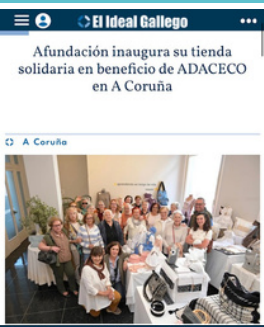 El Ideal Gallego
Afundación inaugura su tienda
solidaria en beneficio de ADACECO
en A Coruña
A Coruña